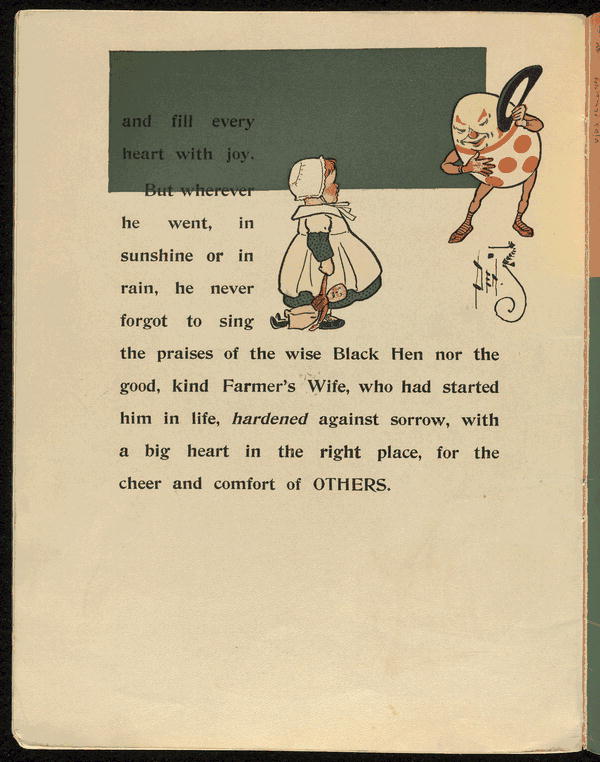 and fill every
heart with joy.
But wherever
he went, in
sunshine or in
rain, he never
forgot to sing
the praises of the wise Black Hen nor the
good, kind Farmer's Wife, who had started
him in life, hardened against sorrow, with
a big heart in the right place, for the
cheer and comfort of OTHERS.